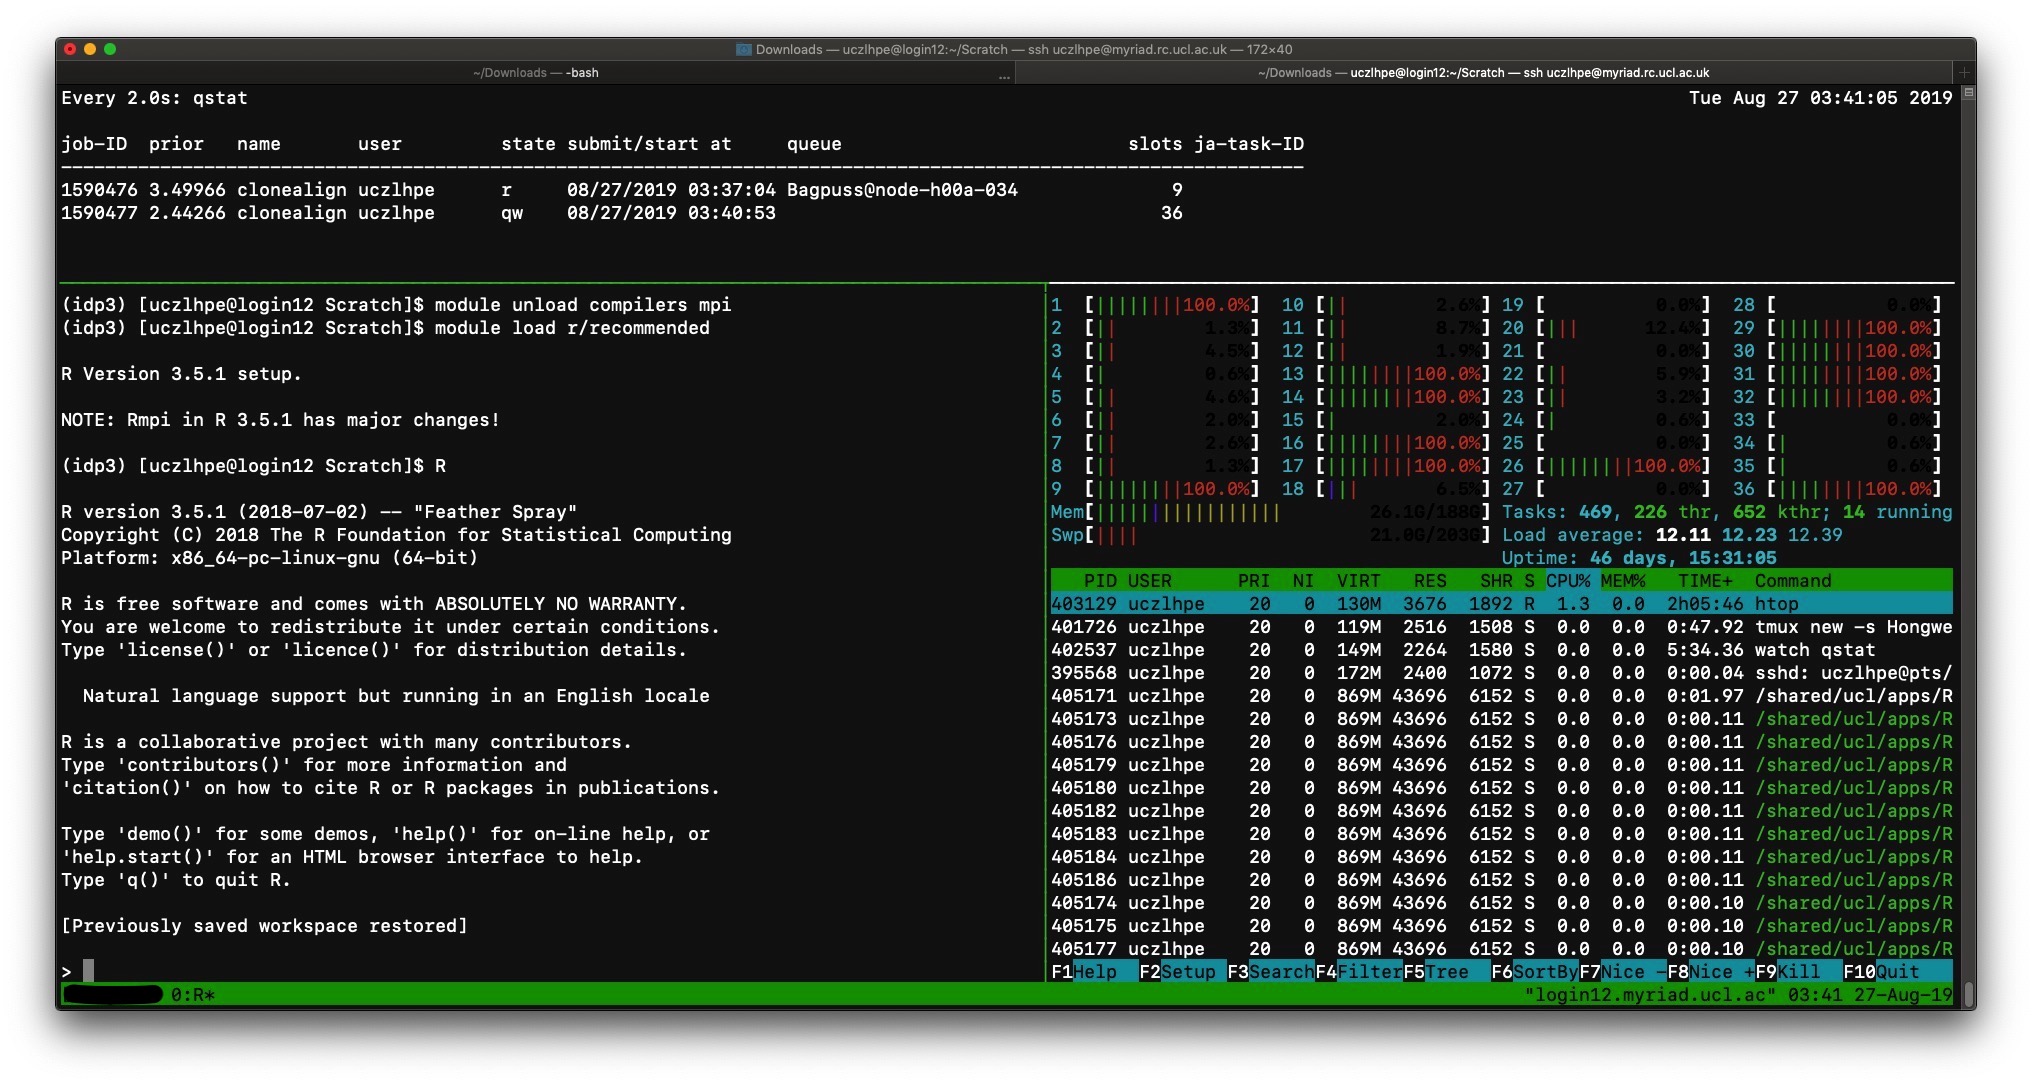 Downloads — uczlhpe@login12:~/Scratch — ssh uczlhpe@myriad.rc.ucl.ac.uk — 172×40
~/Downloads — -bash ... ~/Downloads — uczlhpe@login12:~/Scratch — ssh uczlhpe@myriad.rc.ucl.ac.uk +
Every 2.0s: qstat Tue Aug 27 03:41:05 2019
job-ID prior name user state submit/start at queue slots ja-task-ID
1590476 3.49966 clonealign uczlhpe r 08/27/2019 03:37:04 Bagpuss@node-h00a-034 9
1590477 2.44266 clonealign uczlhpe qw 08/27/2019 03:40:53 36
(idp3) [uczlhpe@login12 Scratch]$ module unload compilers mpi
(idp3) [uczlhpe@login12 Scratch]$ module load r/recommended
R Version 3.5.1 setup.
NOTE: Rmpi in R 3.5.1 has major changes!
(idp3) [uczlhpe@login12 Scratch]$ R
R version 3.5.1 (2018-07-02) -- "Feather Spray"
Copyright (C) 2018 The R Foundation for Statistical Computing
Platform: x86_64-pc-linux-gnu (64-bit)
R is free software and comes with ABSOLUTELY NO WARRANTY.
You are welcome to redistribute it under certain conditions.
Type 'license()' or 'licence()' for distribution details.
Natural language support but running in an English locale
R is a collaborative project with many contributors.
Type 'contributors()' for more information and
'citation()' on how to cite R or R packages in publications.
Type 'demo()' for some demos, 'help()' for on-line help, or
'help.start()' for an HTML browser interface to help.
Type 'q()' to quit R.
[Previously saved workspace restored]
>
1 [||||||||100.0%] 10 [|| 2.6%] 19 [ 0.0%] 28 [ 0.0%]
2 [|| 1.3%] 11 [|| 8.7%] 20 [||| 12.4%] 29 [||||||||100.0%]
3 [|| 4.5%] 12 [|| 1.9%] 21 [ 0.0%] 30 [||||||||100.0%]
4 [| 0.6%] 13 [||||||||100.0%] 22 [|| 5.9%] 31 [||||||||100.0%]
5 [|| 4.6%] 14 [||||||||100.0%] 23 [|| 3.2%] 32 [||||||||100.0%]
6 [|| 2.0%] 15 [| 2.0%] 24 [| 0.6%] 33 [ 0.0%]
7 [|| 2.6%] 16 [||||||||100.0%] 25 [ 0.0%] 34 [| 0.6%]
8 [|| 1.3%] 17 [||||||||100.0%] 26 [||||||||100.0%] 35 [| 0.6%]
9 [||||||||100.0%] 18 [||| 6.5%] 27 [ 0.0%] 36 [||||||||100.0%]
Mem[||||||||||||||||| 26.1G/188G] Tasks: 469, 226 thr, 652 kthr; 14 running
Swp[|||| 21.0G/203G] Load average: 12.11 12.23 12.39
Uptime: 46 days, 15:31:05
PID USER PRI NI VIRT RES SHR S CPU% MEM% TIME+ Command
403129 uczlhpe 20 0 130M 3676 1892 R 1.3 0.0 2h05:46 htop
401726 uczlhpe 20 0 119M 2516 1508 S 0.0 0.0 0:47.92 tmux new -s Hongwe
402537 uczlhpe 20 0 149M 2264 1580 S 0.0 0.0 5:34.36 watch qstat
395568 uczlhpe 20 0 172M 2400 1072 S 0.0 0.0 0:00.04 sshd: uczlhpe@pts/
405171 uczlhpe 20 0 869M 43696 6152 S 0.0 0.0 0:01.97 /shared/ucl/apps/R
405173 uczlhpe 20 0 869M 43696 6152 S 0.0 0.0 0:00.11 /shared/ucl/apps/R
405176 uczlhpe 20 0 869M 43696 6152 S 0.0 0.0 0:00.11 /shared/ucl/apps/R
405179 uczlhpe 20 0 869M 43696 6152 S 0.0 0.0 0:00.11 /shared/ucl/apps/R
405180 uczlhpe 20 0 869M 43696 6152 S 0.0 0.0 0:00.11 /shared/ucl/apps/R
405182 uczlhpe 20 0 869M 43696 6152 S 0.0 0.0 0:00.11 /shared/ucl/apps/R
405183 uczlhpe 20 0 869M 43696 6152 S 0.0 0.0 0:00.11 /shared/ucl/apps/R
405184 uczlhpe 20 0 869M 43696 6152 S 0.0 0.0 0:00.11 /shared/ucl/apps/R
405186 uczlhpe 20 0 869M 43696 6152 S 0.0 0.0 0:00.11 /shared/ucl/apps/R
405174 uczlhpe 20 0 869M 43696 6152 S 0.0 0.0 0:00.10 /shared/ucl/apps/R
405175 uczlhpe 20 0 869M 43696 6152 S 0.0 0.0 0:00.10 /shared/ucl/apps/R
405177 uczlhpe 20 0 869M 43696 6152 S 0.0 0.0 0:00.10 /shared/ucl/apps/R
F1Help F2Setup F3SearchF4FilterF5Tree F6SortByF7Nice -F8Nice +F9Kill F10Quit
0:R* "login12.myriad.ucl.ac" 03:41 27-Aug-19